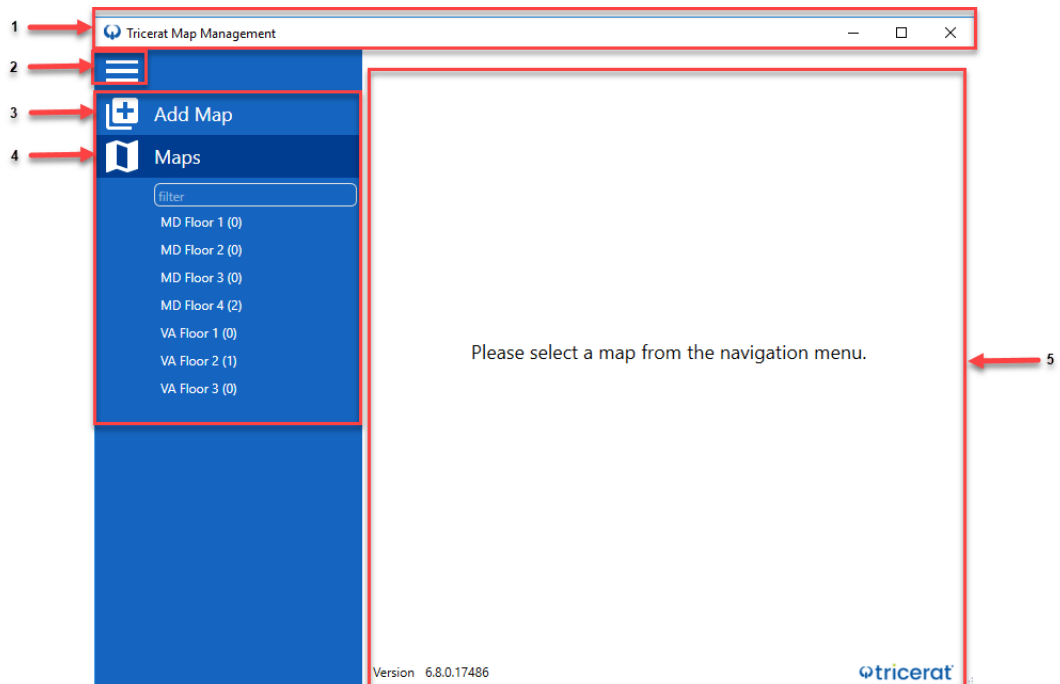 1
Tricerat Map Management
2
3
Add Map
4
Maps
filter
MD Floor 1 (0)
MD Floor 2 (0)
MD Floor 3 (0)
MD Floor 4 (2)
VA Floor 1 (0)
VA Floor 2 (1)
VA Floor 3 (0)
Please select a map from the navigation menu.
5
Version 6.8.0.17486
tricerat